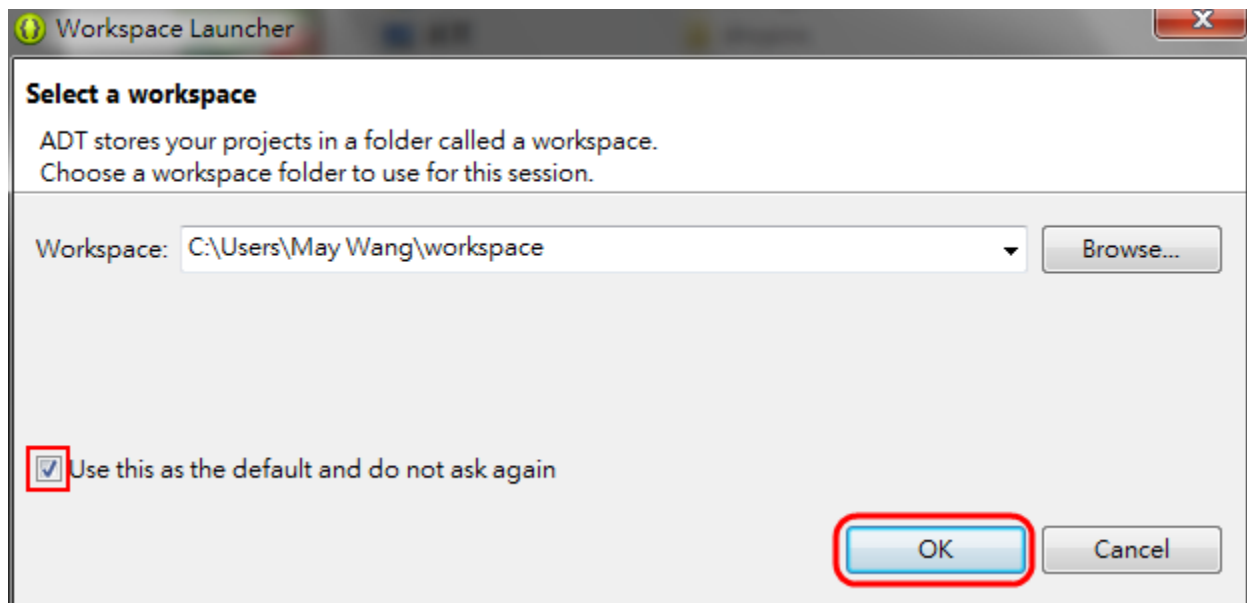 Workspace Launcher
Select a workspace
ADT stores your projects in a folder called a workspace.
Choose a workspace folder to use for this session.
Workspace: C:\Users\May Wang\workspace Browse...
Use this as the default and do not ask again
OK Cancel